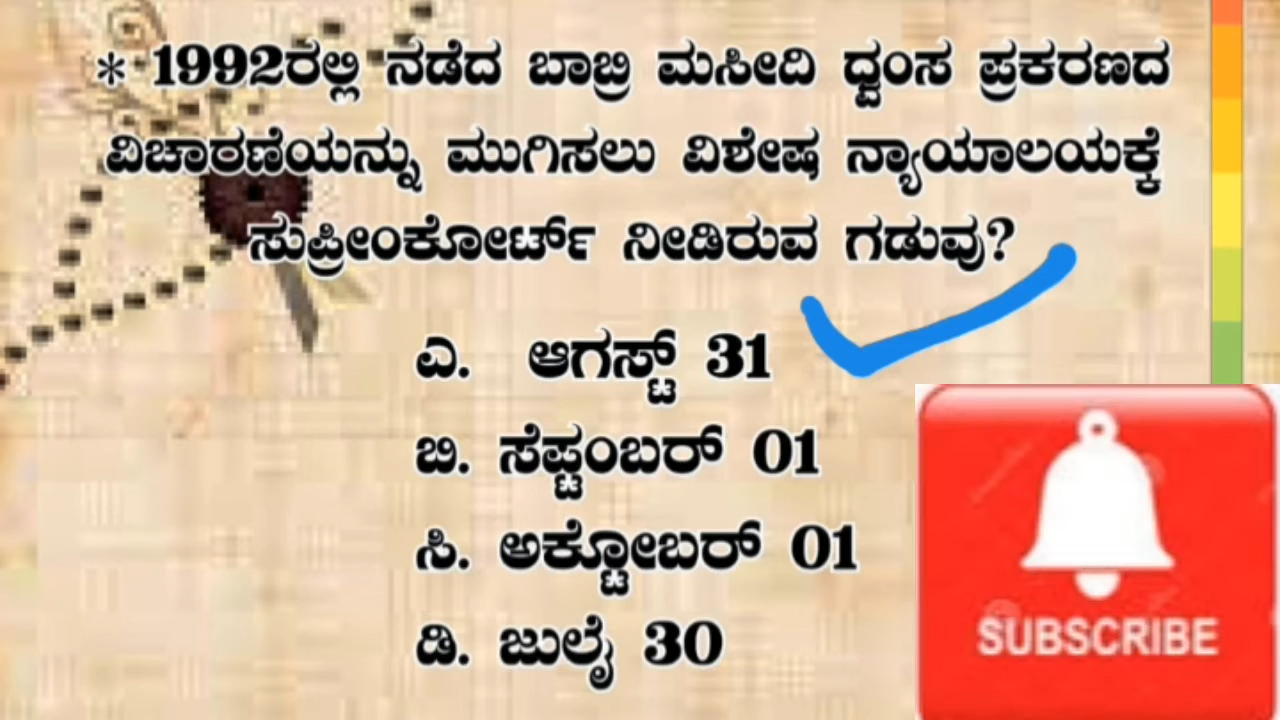 * 1992ರಲ್ಲಿ ನಡೆದ ಬಾಬ್ರಿ ಮಸೀದಿ ಧ್ವಂಸ ಪ್ರಕರಣದ
ವಿಚಾರಣೆಯನ್ನು ಮುಗಿಸಲು ವಿಶೇಷ ನ್ಯಾಯಾಲಯಕ್ಕೆ
ಸುಪ್ರೀಂಕೋರ್ಟ್ ನೀಡಿರುವ ಗಡುವು?
ಎ. ಆಗಸ್ಟ್ 31
ಬಿ. ಸೆಪ್ಟಂಬರ್ 01
ಸಿ. ಅಕ್ಟೋಬರ್ 01
ಡಿ. ಜುಲೈ 30
SUBSCRIBE